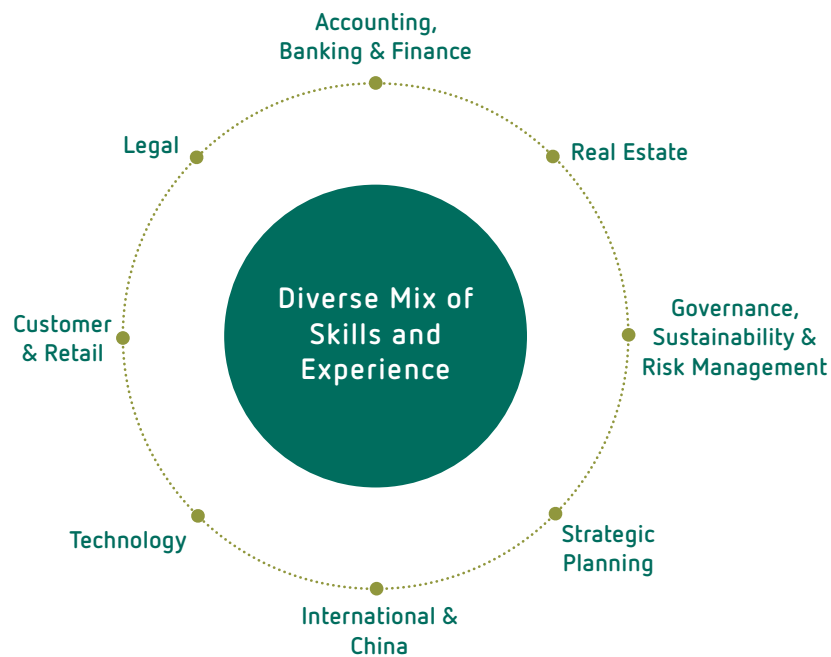 Accounting,
Banking & Finance
Real Estate
Governance,
Sustainability &
Risk Management
Strategic
Planning
International &
China
Technology
Customer
& Retail
Legal
Diverse Mix of
Skills and
Experience